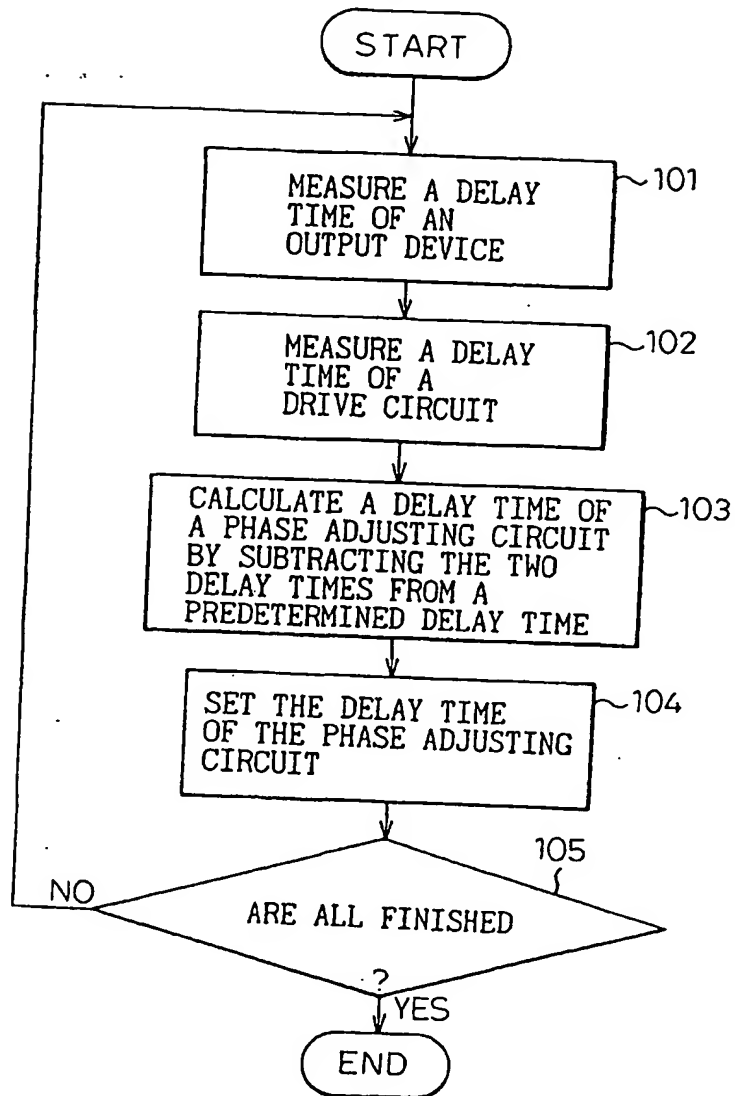 START
MEASURE A DELAY
TIME OF AN
OUTPUT DEVICE
101
MEASURE A DELAY
TIME OF A
DRIVE CIRCUIT
102
CALCULATE A DELAY TIME OF
A PHASE ADJUSTING CIRCUIT
BY SUBTRACTING THE TWO
DELAY TIMES FROM A
PREDETERMINED DELAY TIME
103
SET THE DELAY TIME
OF THE PHASE ADJUSTING
CIRCUIT
104
105
NO
ARE ALL FINISHED
?
YES
END